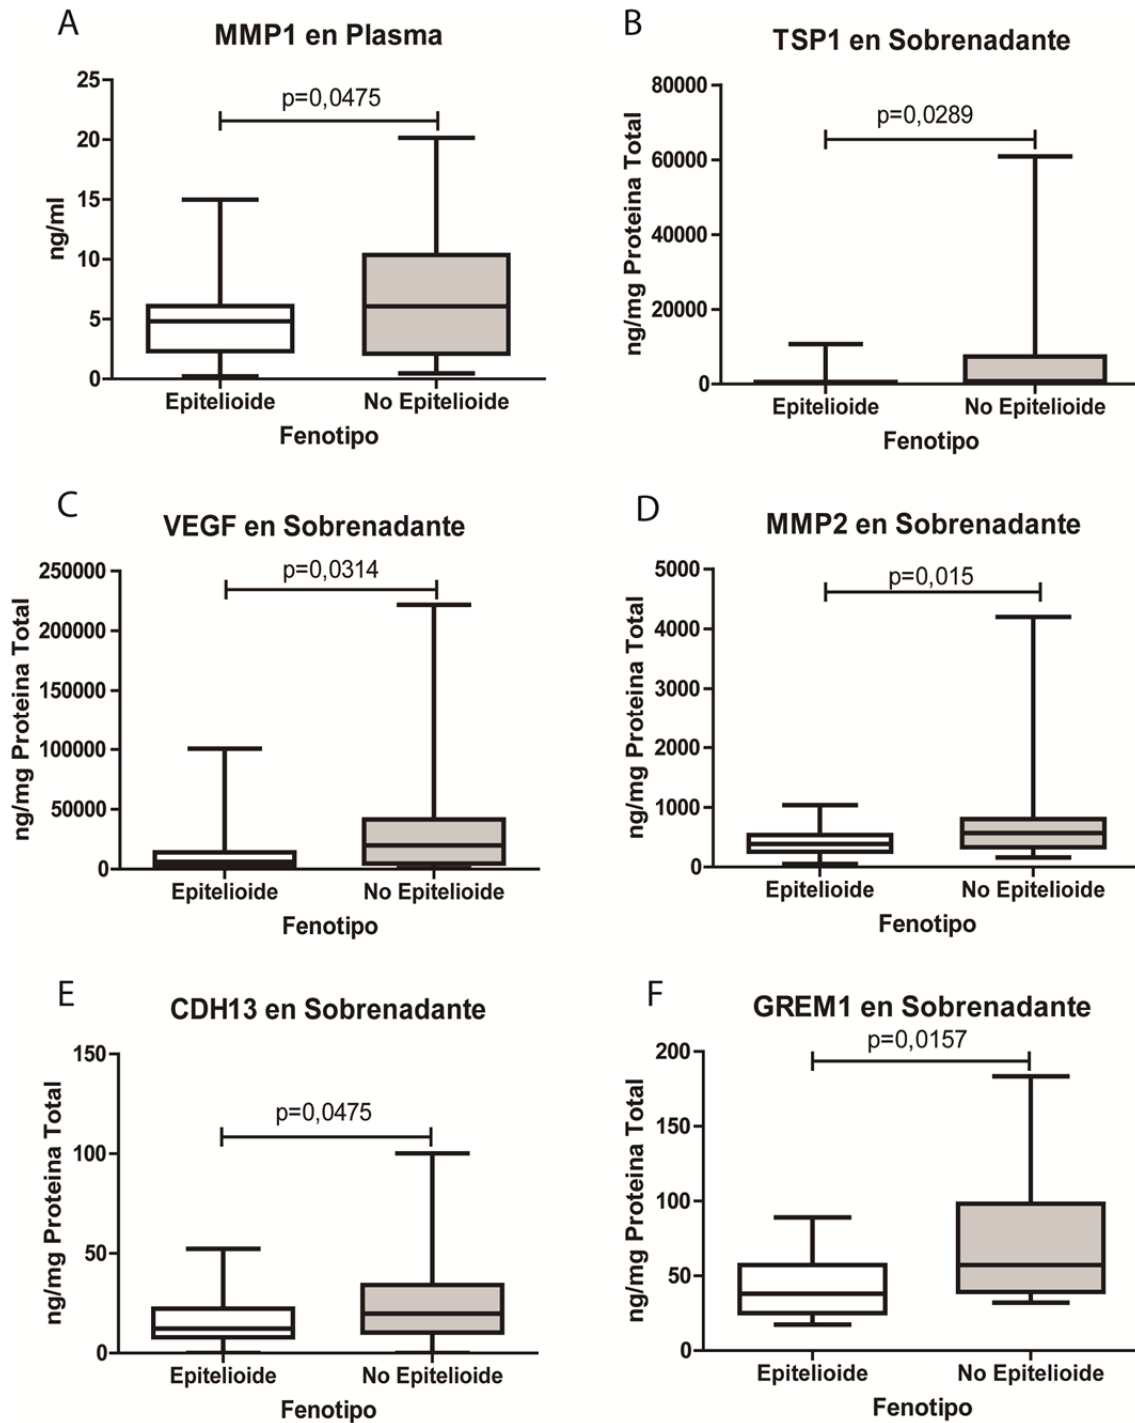 A
MMP1 en Plasma
25
20
15
10
5
0
ng/ml
p=0,0475
Epitelioide
No Epitelioide
Fenotipo
B
TSP1 en Sobrenadante
80000
60000
40000
20000
0
ng/mg Proteina Total
p=0,0289
Epitelioide
No Epitelioide
Fenotipo
C
VEGF en Sobrenadante
250000
200000
150000
100000
50000
0
ng/mg Proteina Total
p=0,0314
Epitelioide
No Epitelioide
Fenotipo
D
MMP2 en Sobrenadante
5000
4000
3000
2000
1000
0
ng/mg Proteina Total
p=0,015
Epitelioide
No Epitelioide
Fenotipo
E
CDH13 en Sobrenadante
150
100
50
0
ng/mg Proteina Total
p=0,0475
Epitelioide
No Epitelioide
Fenotipo
F
GREM1 en Sobrenadante
200
150
100
50
0
ng/mg Proteina Total
p=0,0157
Epitelioide
No Epitelioide
Fenotipo